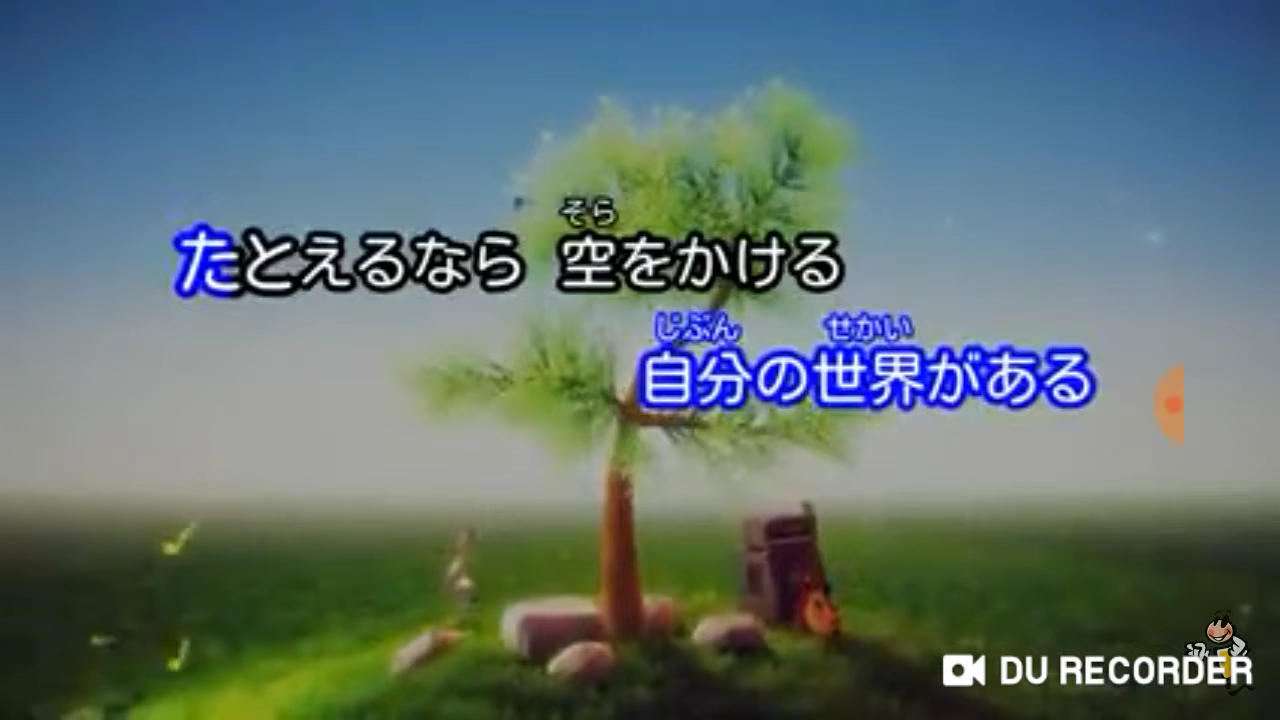 そら
たとえるなら 空をかける
じぶん せかい
自分の世界がある
DU RECORDER